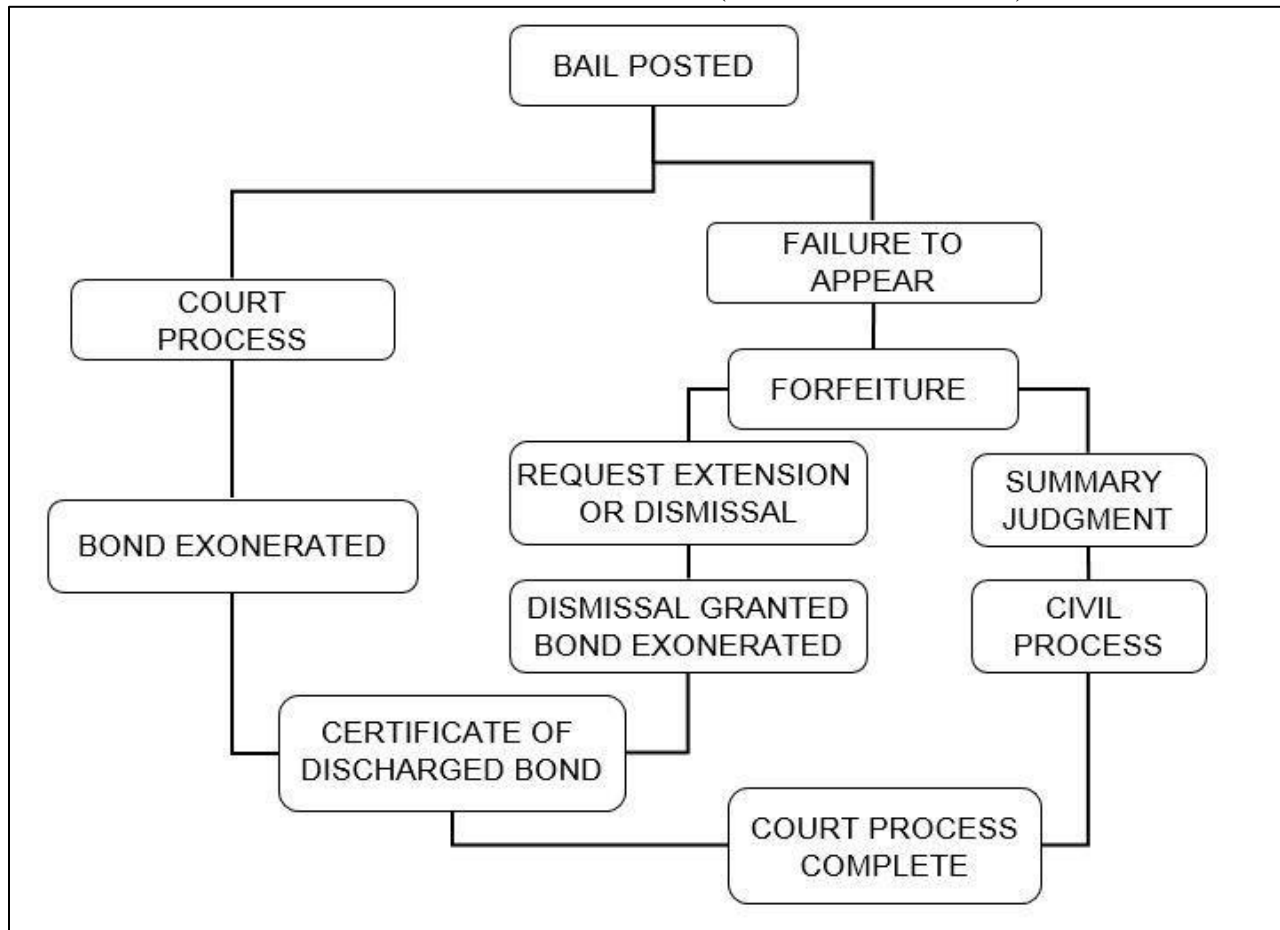 BAIL POSTED
FAILURE TO
APPEAR
COURT
PROCESS
FORFEITURE
REQUEST EXTENSION
OR DISMISSAL
SUMMARY
JUDGMENT
BOND EXONERATED
DISMISSAL GRANTED
BOND EXONERATED
CIVIL
PROCESS
CERTIFICATE OF
DISCHARGED BOND
COURT PROCESS
COMPLETE